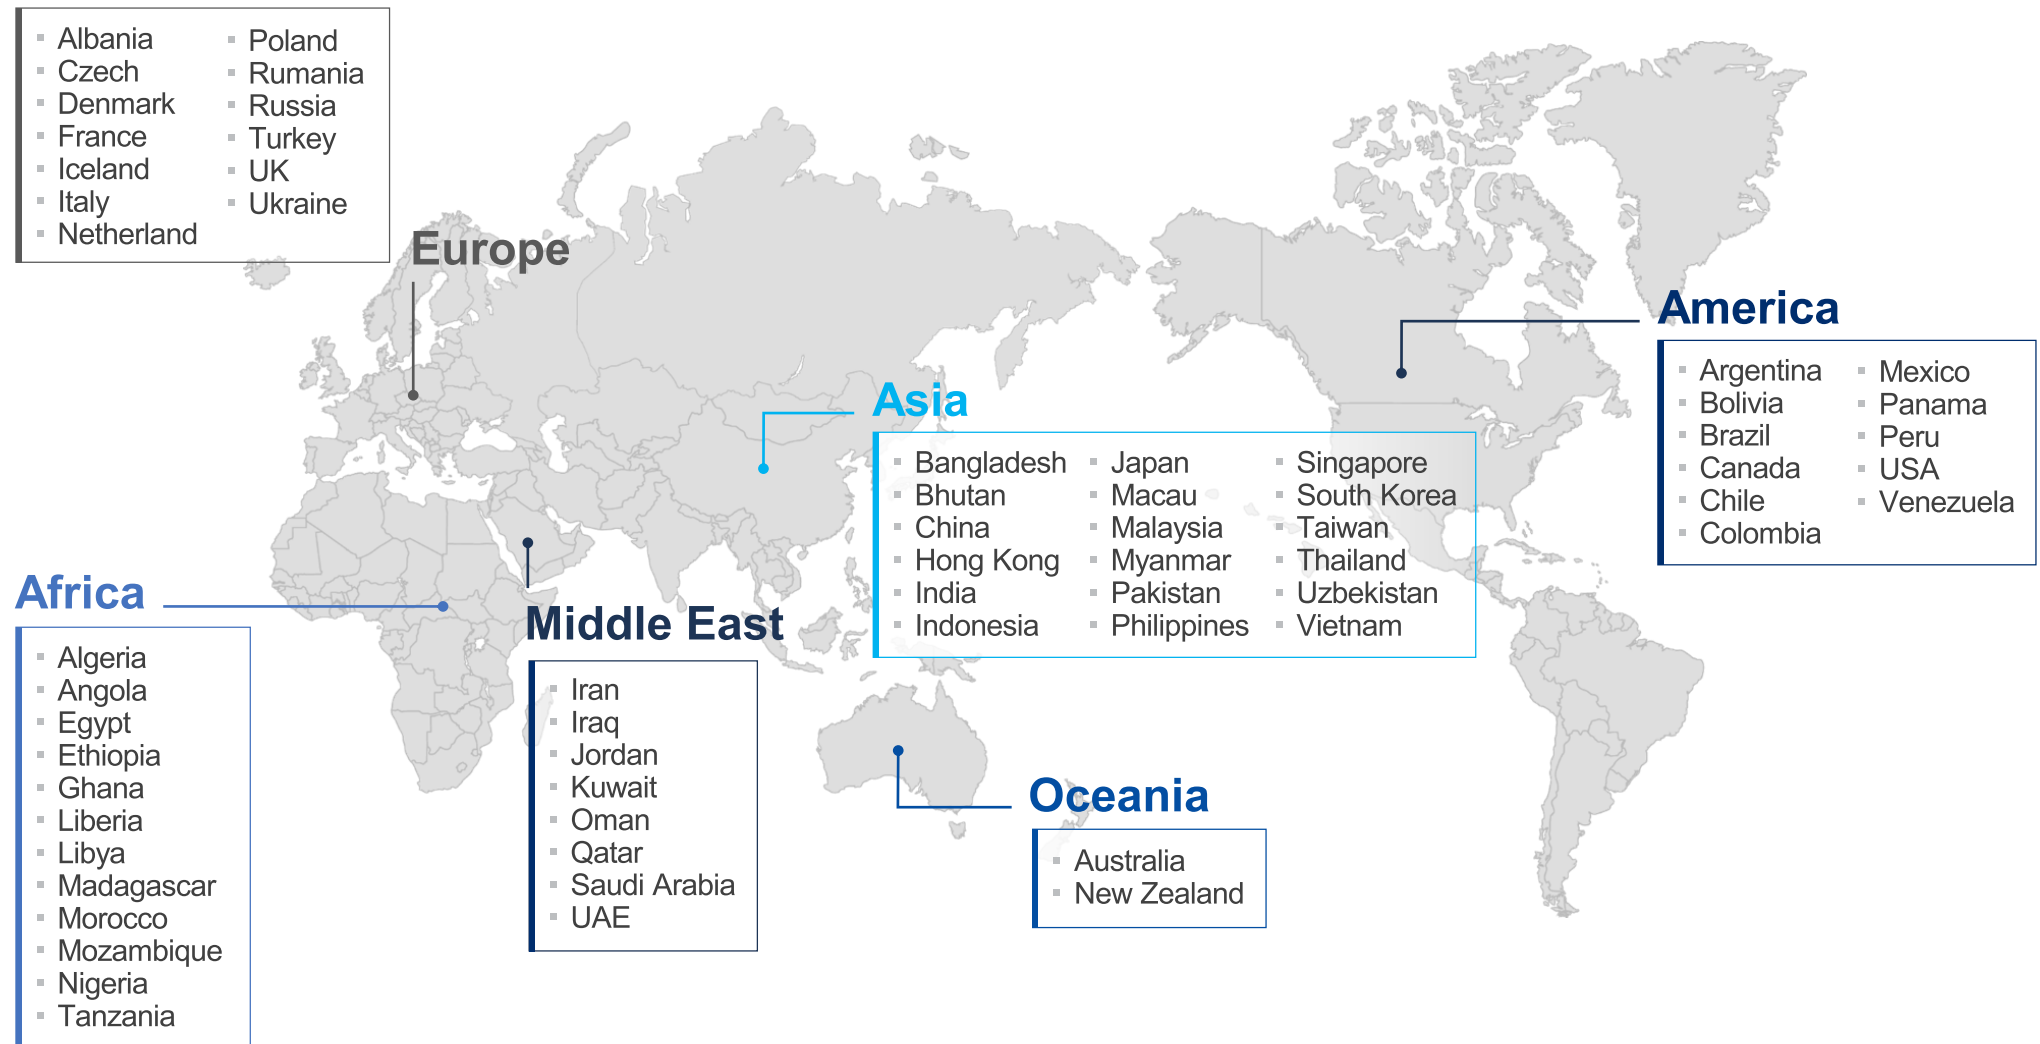 Albania
Czech
Denmark
France
Iceland
Italy
Netherland
Poland
Rumania
Russia
Turkey
UK
Ukraine
Europe
America
Argentina
Bolivia
Brazil
Canada
Chile
Colombia
Mexico
Panama
Peru
USA
Venezuela
Asia
Bangladesh
Bhutan
China
Hong Kong
India
Indonesia
Japan
Macau
Malaysia
Myanmar
Pakistan
Philippines
Singapore
South Korea
Taiwan
Thailand
Uzbekistan
Vietnam
Africa
Algeria
Angola
Egypt
Ethiopia
Ghana
Liberia
Libya
Madagascar
Morocco
Mozambique
Nigeria
Tanzania
Middle East
Iran
Iraq
Jordan
Kuwait
Oman
Qatar
Saudi Arabia
UAE
Oceania
Australia
New Zealand